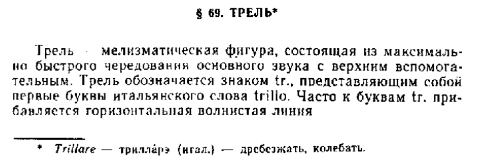 § 69. ТРЕЛЬ*
Трель мелизматическая фигура, состоящая из максималь-
но быстрого чередования основного звука с верхним вспомога-
тельным. Трель обозначается знаком tr., представляющим собой
первые буквы итальянского слова trillo. Часто к буквам tr. при-
бавляется горизонтальная волнистая линия
* Trillare — трилла́рэ (итал.) — дребезжать, колебать.